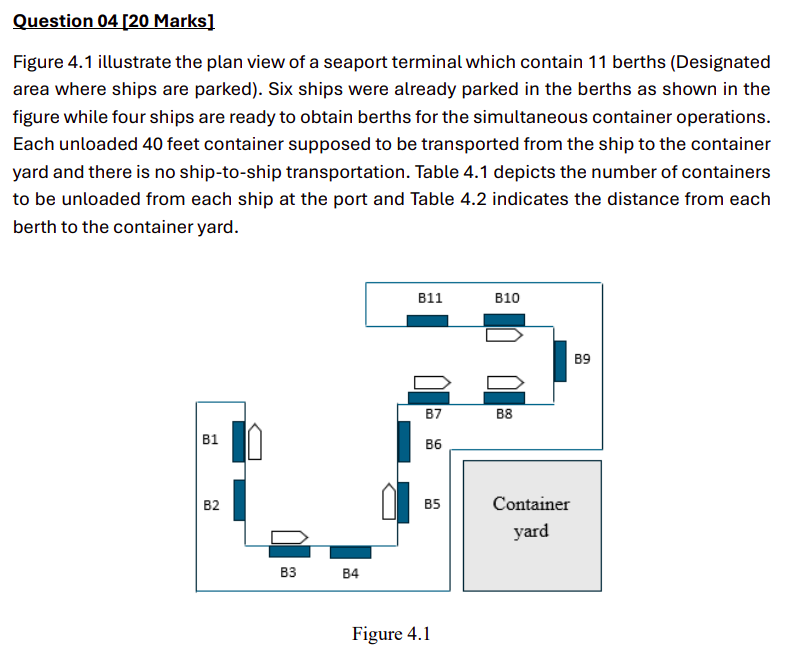 Question 04 [20 Marks]
Figure 4.1 illustrate the plan view of a seaport terminal which contain 11 berths (Designated
area where ships are parked). Six ships were already parked in the berths as shown in the
figure while four ships are ready to obtain berths for the simultaneous container operations.
Each unloaded 40 feet container supposed to be transported from the ship to the container
yard and there is no ship-to-ship transportation. Table 4.1 depicts the number of containers
to be unloaded from each ship at the port and Table 4.2 indicates the distance from each
berth to the container yard.
B11 B10
B9
B7 B8
B1 B6
B2 B5 Container
yard
B3 B4
Figure 4.1